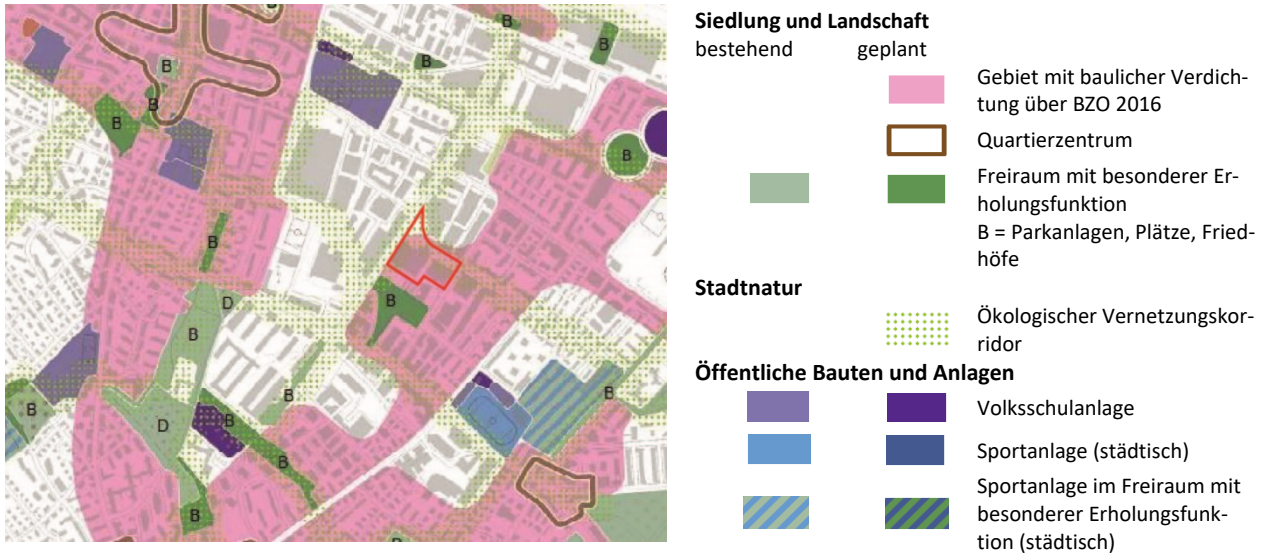 B
B
B
B
B
B
B
B
B
B
D
B
B
B
B
D
B
B
B
B
Siedlung und Landschaft
bestehend geplant
Gebiet mit baulicher Verdich-
tung über BZO 2016
Quartierzentrum
Freiraum mit besonderer Er-
holungsfunktion
B = Parkanlagen, Plätze, Fried-
höfe
Stadtnatur
Ökologischer Vernetzungskor-
ridor
Öffentliche Bauten und Anlagen
Volksschulanlage
Sportanlage (städtisch)
Sportanlage im Freiraum mit
besonderer Erholungsfunk-
tion (städtisch)